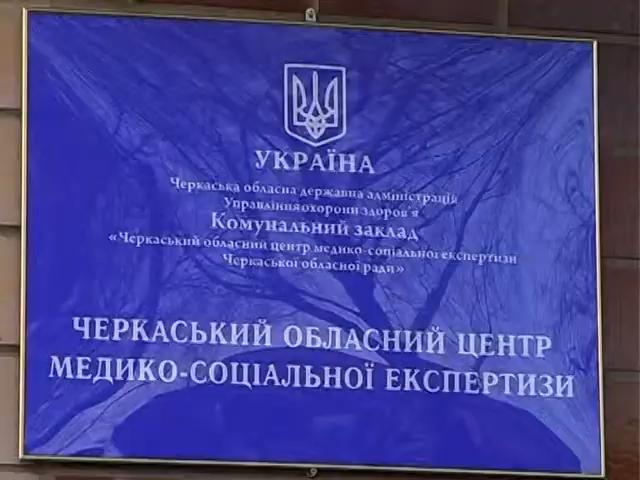 УКРАЇНА
Черкаська обласна державна адміністрація
Управління охорони здоров'я
Комунальний заклад
«Черкаський обласний центр медико-соціальної експертизи
Черкаської обласної ради»
ЧЕРКАСЬКИЙ ОБЛАСНИЙ ЦЕНТР
МЕДИКО-СОЦІАЛЬНОЇ ЕКСПЕРТИЗИ